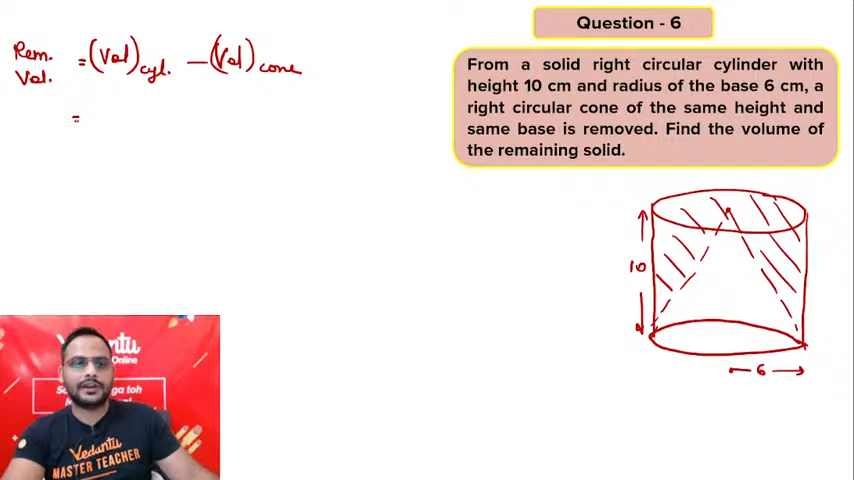 Question - 6
From a solid right circular cylinder with
height 10 cm and radius of the base 6 cm, a
right circular cone of the same height and
same base is removed. Find the volume of
the remaining solid.
Rem. Vol. = (Vol)cyl. — (Vol)cone
=
10
6
Vedantu
MASTER TEACHER